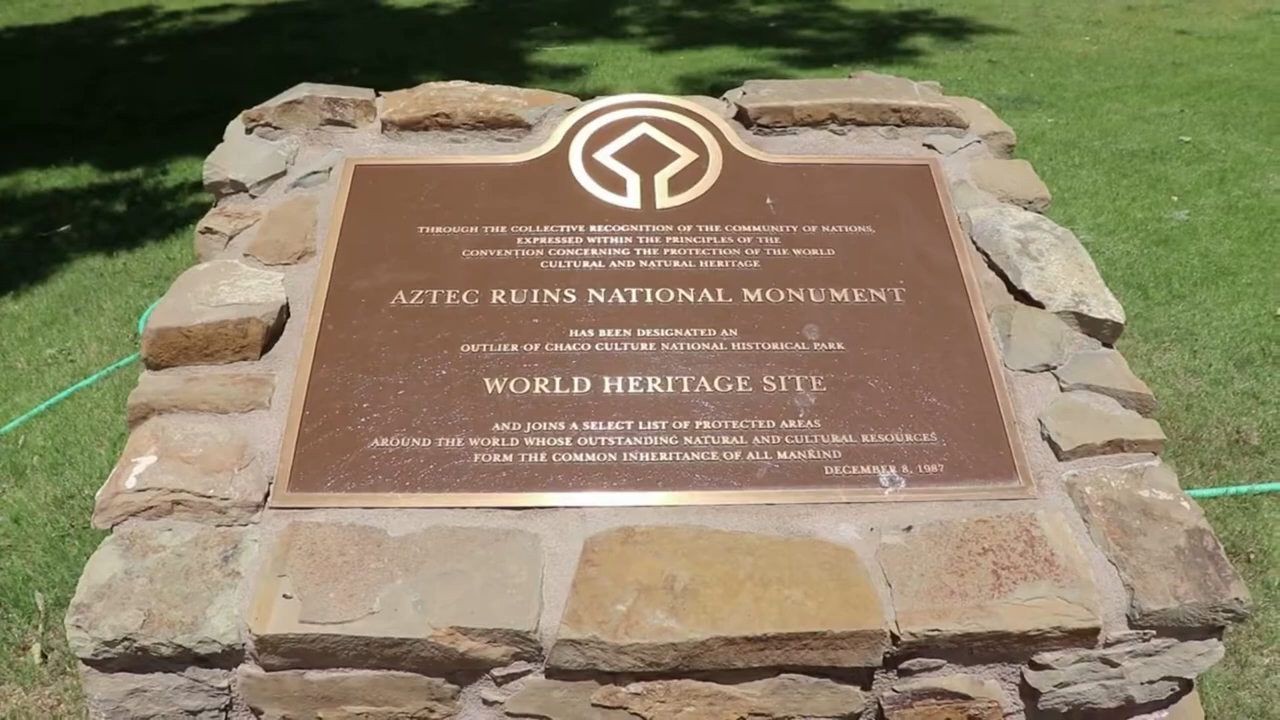 THROUGH THE COLLECTIVE RECOGNITION OF THE COMMUNITY OF NATIONS,
EXPRESSED WITHIN THE PRINCIPLES OF THE
CONVENTION CONCERNING THE PROTECTION OF THE WORLD
CULTURAL AND NATURAL HERITAGE
AZTEC RUINS NATIONAL MONUMENT
HAS BEEN DESIGNATED AN
OUTLIER OF CHACO CULTURE NATIONAL HISTORICAL PARK
WORLD HERITAGE SITE
AND JOINS A SELECT LIST OF PROTECTED AREAS
AROUND THE WORLD WHOSE OUTSTANDING NATURAL AND CULTURAL RESOURCES
FORM THE COMMON INHERITANCE OF ALL MANKIND
DECEMBER 8, 1987